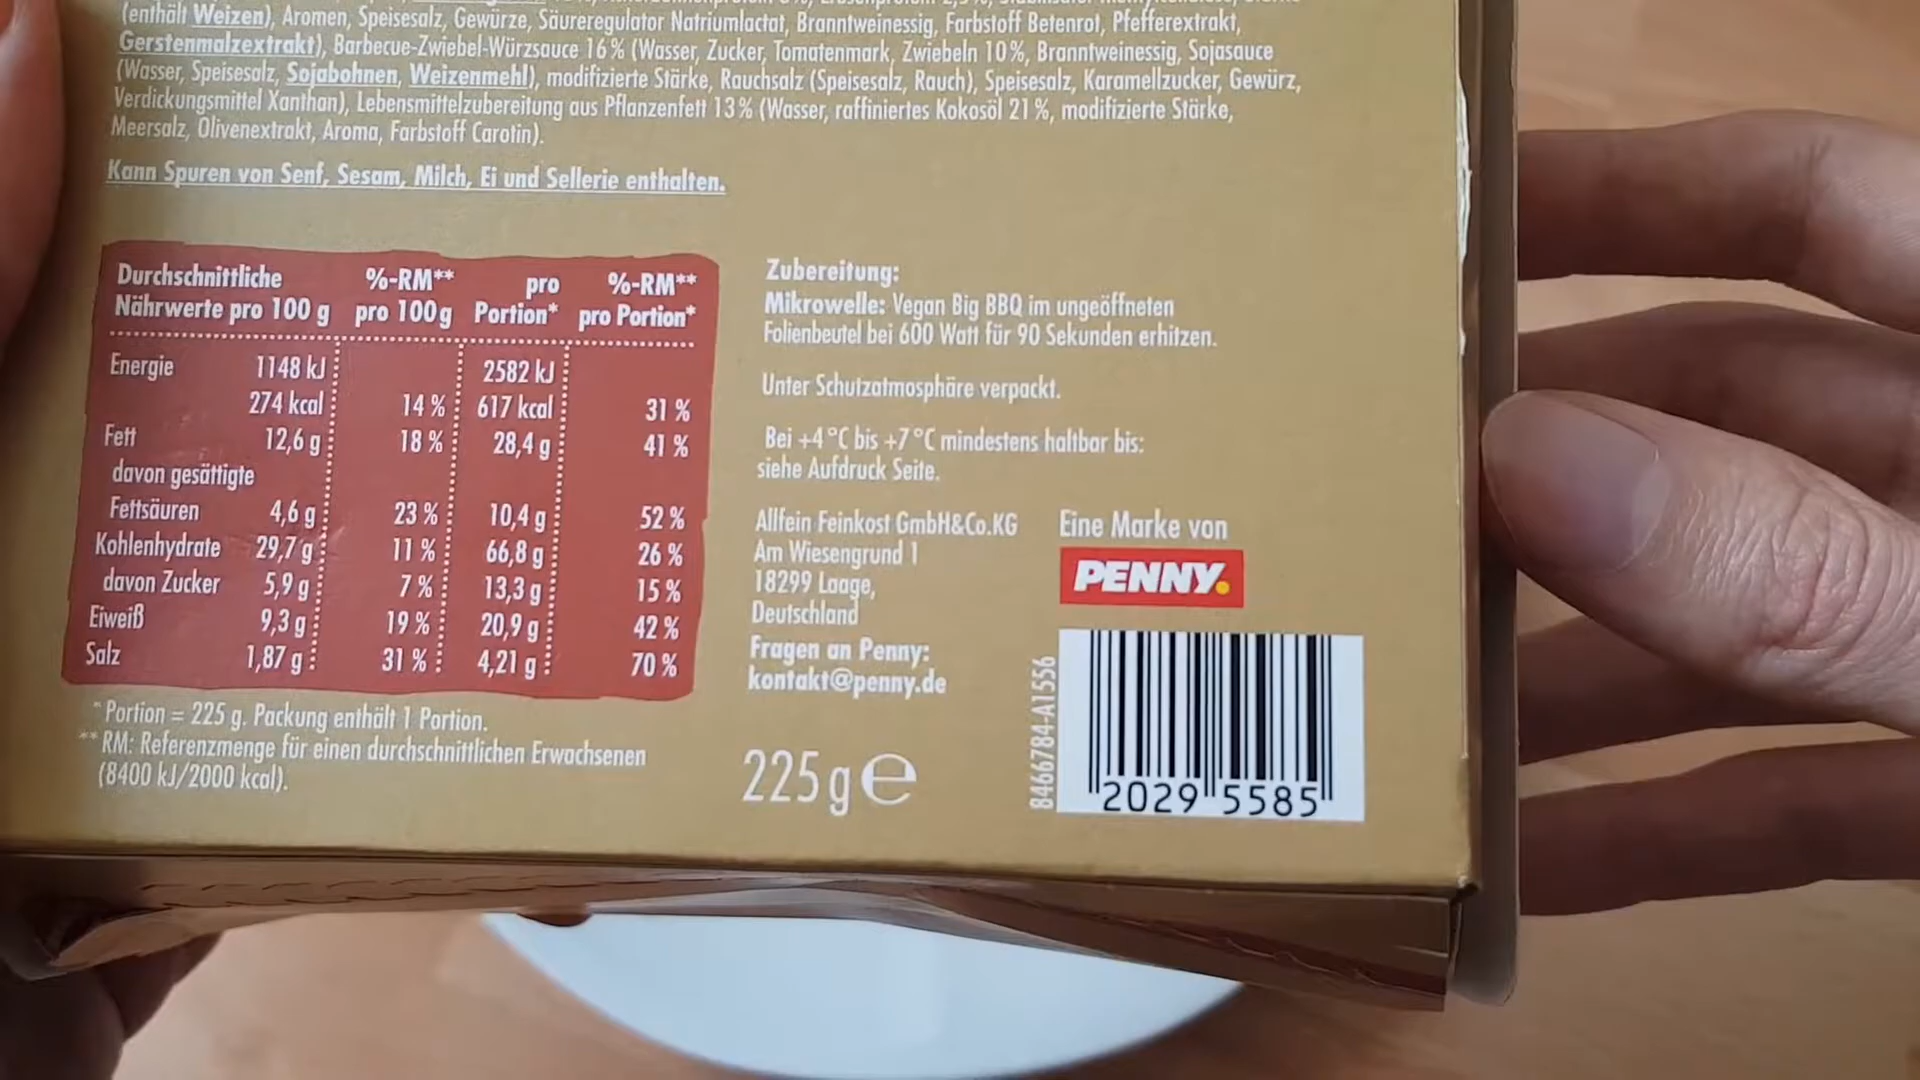 (enthält Weizen), Aromen, Speisesalz, Gewürze, Säureregulator Natriumlactat, Branntweinessig, Farbstoff Betenrot, Pfefferextrakt,
Gerstenmalzextrakt), Barbecue-Zwiebel-Würzsauce 16% (Wasser, Zucker, Tomatenmark, Zwiebeln 10%, Branntweinessig, Sojasauce
(Wasser, Speisesalz, Sojabohnen, Weizenmehl), modifizierte Stärke, Rauchsalz (Speisesalz, Rauch), Speisesalz, Karamellzucker, Gewürz,
Verdickungsmittel Xanthan), Lebensmittelzubereitung aus Pflanzenfett 13% (Wasser, raffiniertes Kokosöl 21%, modifizierte Stärke,
Meersalz, Olivenextrakt, Aroma, Farbstoff Carotin).
Kann Spuren von Senf, Sesam, Milch, Ei und Sellerie enthalten.
Durchschnittliche %-RM** pro %-RM**
Nährwerte pro 100 g pro 100g Portion* pro Portion*
Energie 1148 kJ 2582 kJ
274 kcal 14% 617 kcal 31 %
Fett 12,6 g 18% 28,4 g 41 %
davon gesättigte
Fettsäuren 4,6 g 23% 10,4 g 52 %
Kohlenhydrate 29,7 g 11% 66,8 g 26 %
davon Zucker 5,9 g 7% 13,3 g 15 %
Eiweiß 9,3 g 19% 20,9 g 42 %
Salz 1,87 g 31% 4,21 g 70 %
*Portion = 225 g. Packung enthält 1 Portion.
**RM: Referenzmenge für einen durchschnittlichen Erwachsenen
(8400 kJ/2000 kcal).
Zubereitung:
Mikrowelle: Vegan Big BBQ im ungeöffneten
Folienbeutel bei 600 Watt für 90 Sekunden erhitzen.
Unter Schutzatmosphäre verpackt.
Bei +4°C bis +7°C mindestens haltbar bis:
siehe Aufdruck Seite.
Allfein Feinkost GmbH&Co.KG
Am Wiesengrund 1
18299 Laage,
Deutschland
Fragen an Penny:
kontakt@penny.de
Eine Marke von
PENNY.
225 g e
8466784-A1556
2029 5585